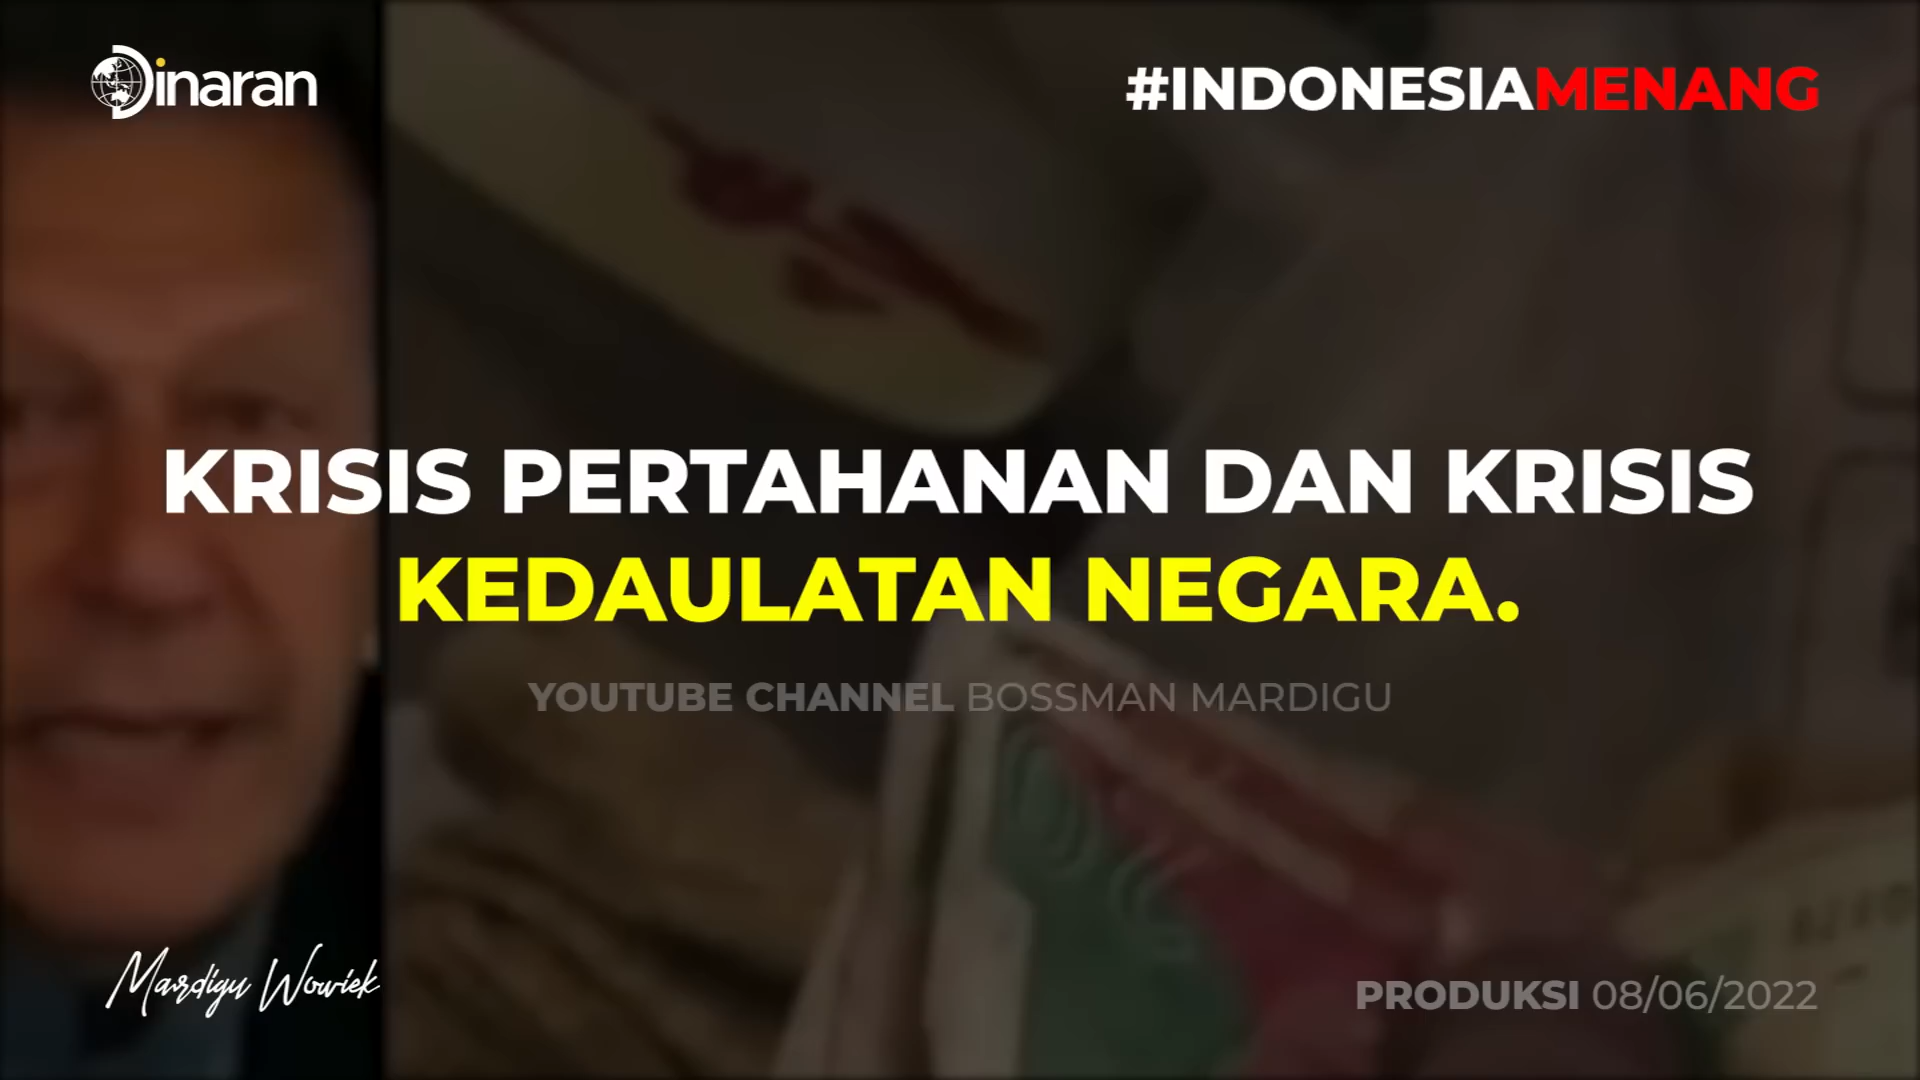 Dinaran
#INDONESIAMENANG
KRISIS PERTAHANAN DAN KRISIS
KEDAULATAN NEGARA.
YOUTUBE CHANNEL BOSSMAN MARDIGU
Mardigu Wowiek
PRODUKSI 08/06/2022